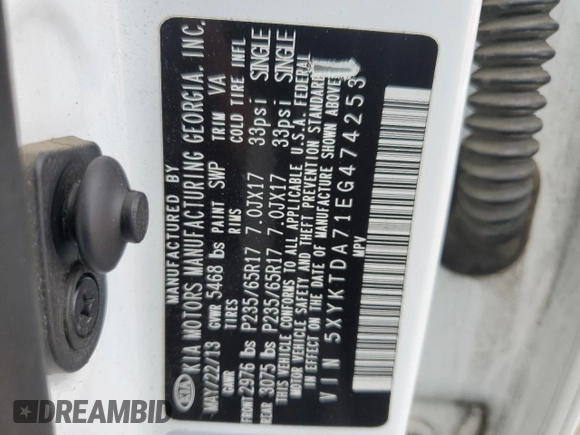 MANUFACTURED BY
KIA KIA MOTORS MANUFACTURING GEORGIA. INC.
MAY/22/13 GVWR 5468 lbs PAINT SWP TRIM VA
GAWR TIRES RIMS COLD TIRE INFL
FRONT 2976 lbs P235/65R17 7.0JX17 33psi SINGLE
REAR 3075 lbs P235/65R17 7.0JX17 33psi SINGLE
THIS VEHICLE CONFORMS TO ALL APPLICABLE U.S.A. FEDERAL
MOTOR VEHICLE SAFETY AND THEFT PREVENTION STANDARDS
IN EFFECT ON THE DATE OF MANUFACTURE SHOWN ABOVE
VIN 5XYKTDA71EG474253
MPV
DREAMBID